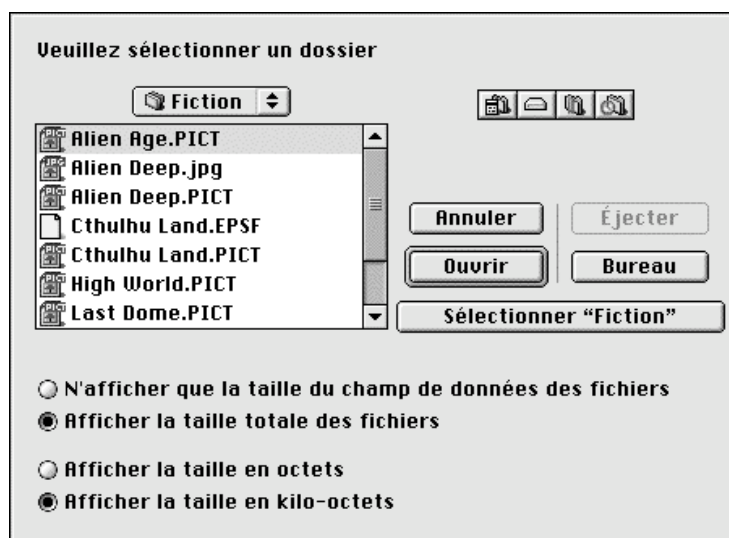 Veuillez sélectionner un dossier
Fiction
Alien Age.PICT
Alien Deep.jpg
Alien Deep.PICT
Cthulhu Land.EPSF
Cthulhu Land.PICT
High World.PICT
Last Dome.PICT
Annuler
Éjecter
Ouvrir
Bureau
Sélectionner “Fiction”
N'afficher que la taille du champ de données des fichiers
Afficher la taille totale des fichiers
Afficher la taille en octets
Afficher la taille en kilo-octets